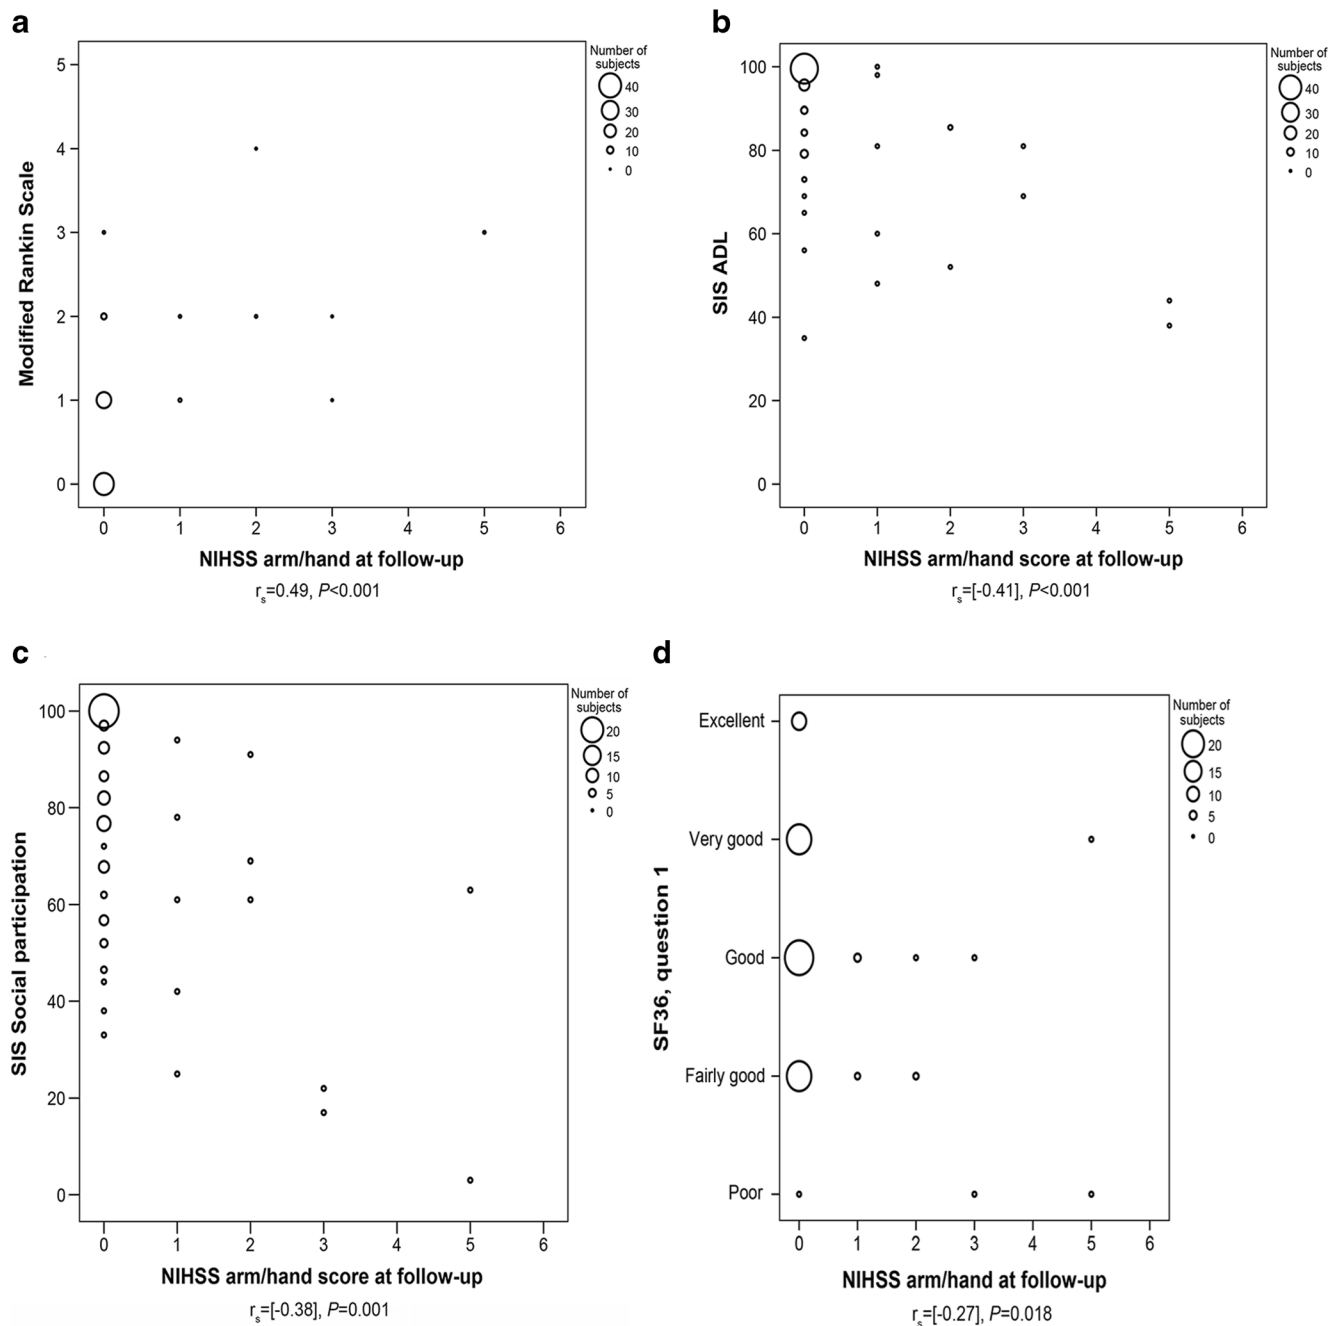 a
Number of
subjects
40
30
20
10
0
5
4
3
2
1
0
Modified Rankin Scale
0 1 2 3 4 5 6
NIHSS arm/hand at follow-up
rs=0.49, P<0.001
b
Number of
subjects
40
30
20
10
0
100
80
60
40
20
0
SIS ADL
0 1 2 3 4 5 6
NIHSS arm/hand score at follow-up
rs=[-0.41], P<0.001
c
Number of
subjects
20
15
10
5
0
100
80
60
40
20
0
SIS Social participation
0 1 2 3 4 5 6
NIHSS arm/hand score at follow-up
rs=[-0.38], P=0.001
d
Number of
subjects
20
15
10
5
0
Excellent
Very good
Good
Fairly good
Poor
SF36, question 1
0 1 2 3 4 5 6
NIHSS arm/hand at follow-up
rs=[-0.27], P=0.018